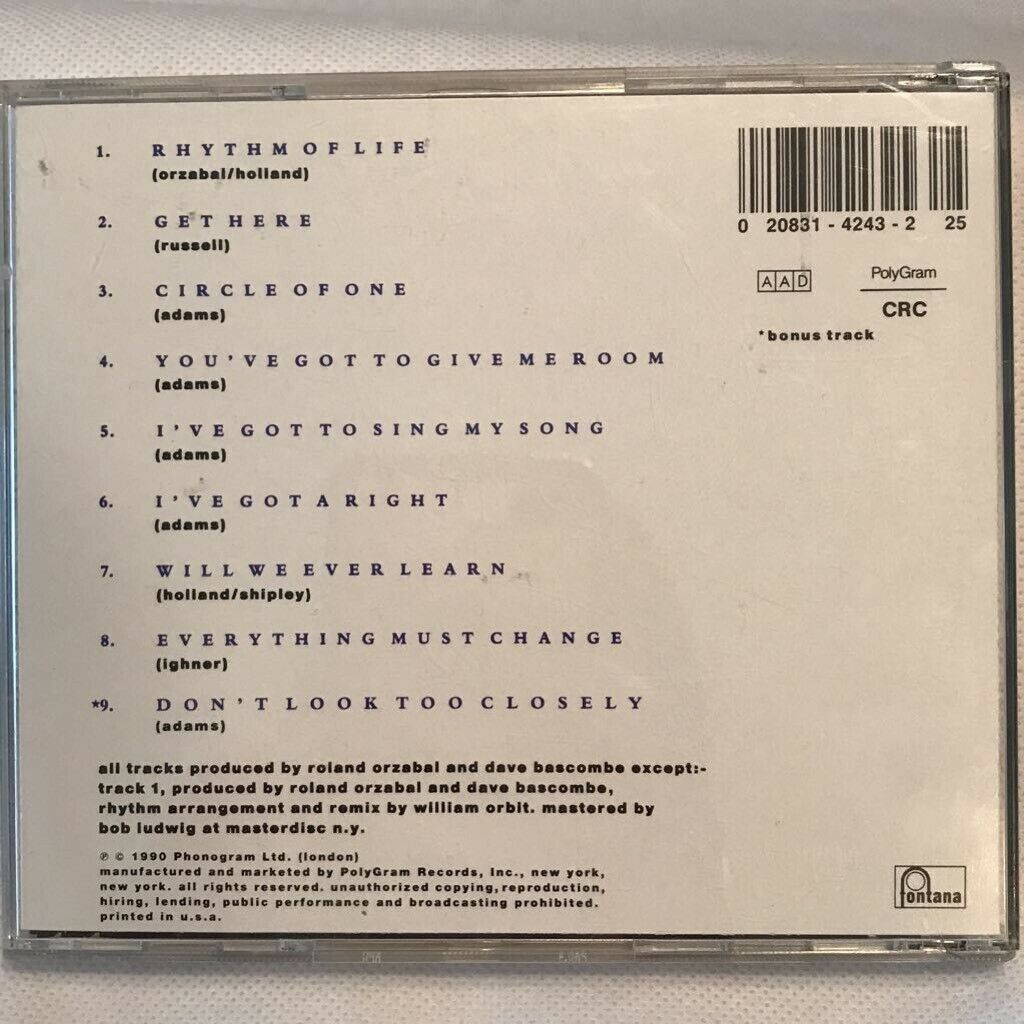 1. RHYTHM OF LIFE
(orzabal/holland)
2. GET HERE
(russell)
3. CIRCLE OF ONE
(adams)
4. YOU'VE GOT TO GIVE ME ROOM
(adams)
5. I'VE GOT TO SING MY SONG
(adams)
6. I'VE GOT A RIGHT
(adams)
7. WILL WE EVER LEARN
(holland/shipley)
8. EVERYTHING MUST CHANGE
(ighner)
*9. DON'T LOOK TOO CLOSELY
(adams)
all tracks produced by roland orzabal and dave bascombe except:-
track 1, produced by roland orzabal and dave bascombe,
rhythm arrangement and remix by william orbit. mastered by
bob ludwig at masterdisc n.y.
℗ © 1990 Phonogram Ltd. (london)
manufactured and marketed by PolyGram Records, Inc., new york,
new york. all rights reserved. unauthorized copying, reproduction,
hiring, lending, public performance and broadcasting prohibited.
printed in u.s.a.
0 20831 - 4243 - 2 25
AAD
PolyGram
CRC
*bonus track
fontana